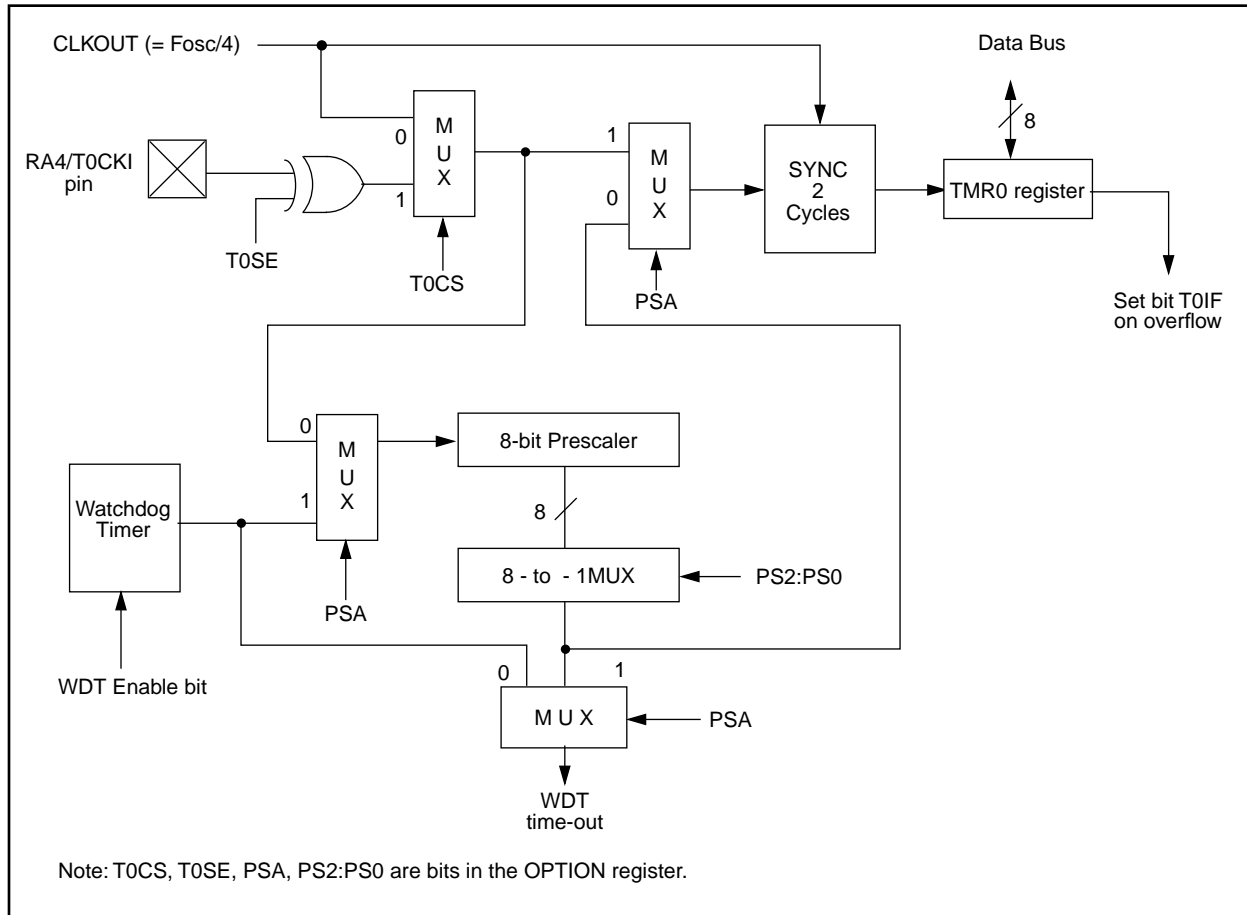 CLKOUT (= Fosc/4)
Data Bus
8
RA4/T0CKI
pin
T0SE
0
1
M
U
X
T0CS
1
0
M
U
X
PSA
SYNC
2
Cycles
TMR0 register
Set bit T0IF
on overflow
0
1
M
U
X
PSA
8-bit Prescaler
8
Watchdog
Timer
WDT Enable bit
8 - to - 1MUX
PS2:PS0
0
1
M U X
PSA
WDT
time-out
Note: T0CS, T0SE, PSA, PS2:PS0 are bits in the OPTION register.